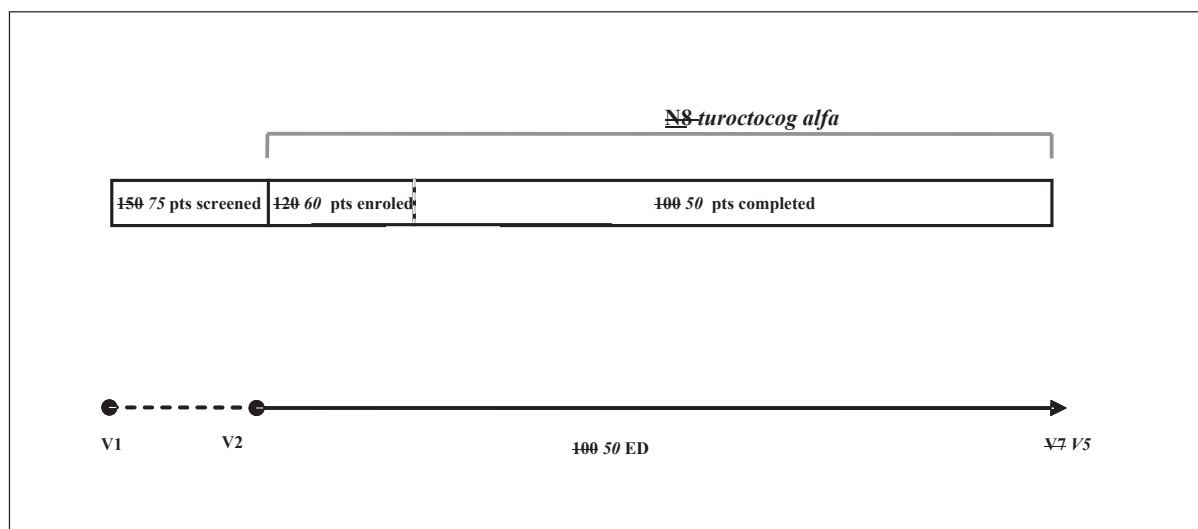 N8 turoctocog alfa
150 75 pts screened
120 60 pts enroled
100 50 pts completed
V1
V2
100 50 ED
V7 V5